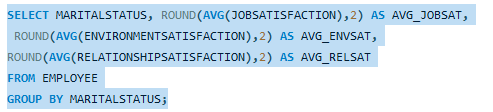 SELECT MARITALSTATUS, ROUND(AVG(JOBSATISFACTION),2) AS AVG_JOBSAT,
ROUND(AVG(ENVIRONMENTSATISFACTION),2) AS AVG_ENVSAT,
ROUND(AVG(RELATIONSHIPSATISFACTION),2) AS AVG_RELSAT
FROM EMPLOYEE
GROUP BY MARITALSTATUS;